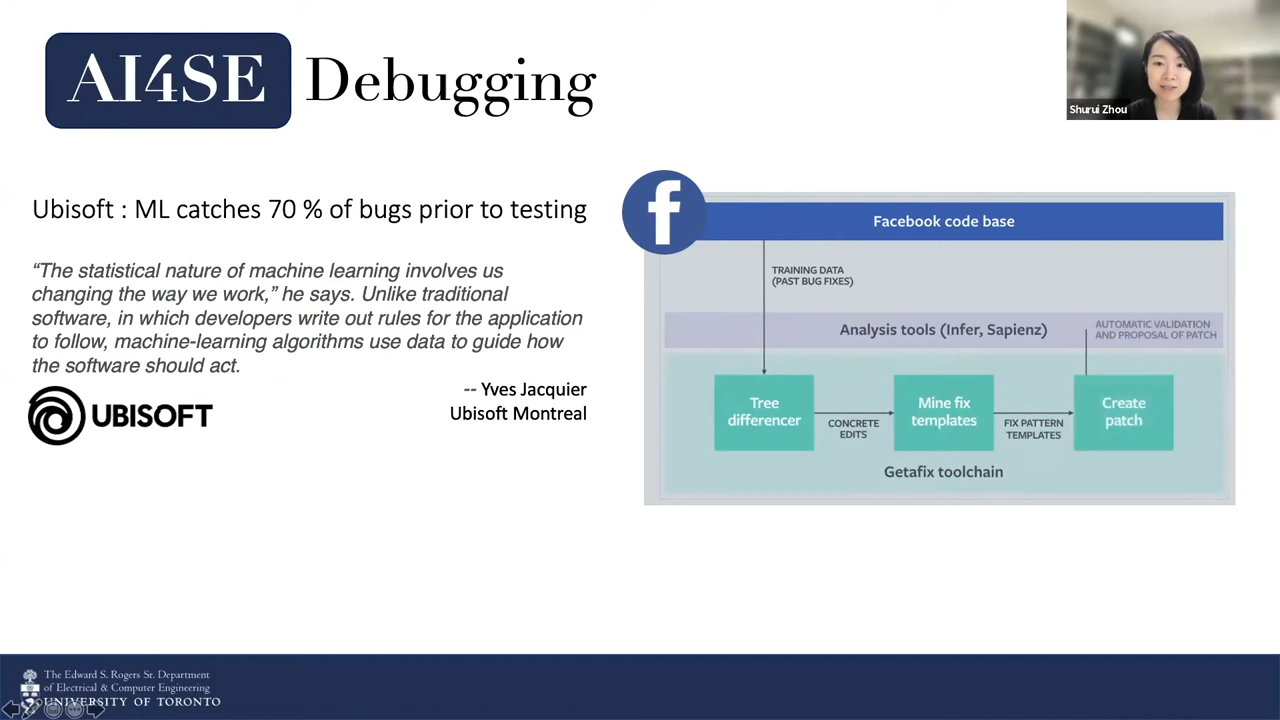 AI4SE Debugging
Shurui Zhou
Ubisoft : ML catches 70 % of bugs prior to testing
“The statistical nature of machine learning involves us
changing the way we work,” he says. Unlike traditional
software, in which developers write out rules for the application
to follow, machine-learning algorithms use data to guide how
the software should act.
-- Yves Jacquier
Ubisoft Montreal
UBISOFT
f
Facebook code base
TRAINING DATA
(PAST BUG FIXES)
Analysis tools (Infer, Sapienz)
AUTOMATIC VALIDATION
AND PROPOSAL OF PATCH
Tree
differencer
CONCRETE
EDITS
Mine fix
templates
FIX PATTERN
TEMPLATES
Create
patch
Getafix toolchain
The Edward S. Rogers Sr. Department
of Electrical & Computer Engineering
UNIVERSITY OF TORONTO